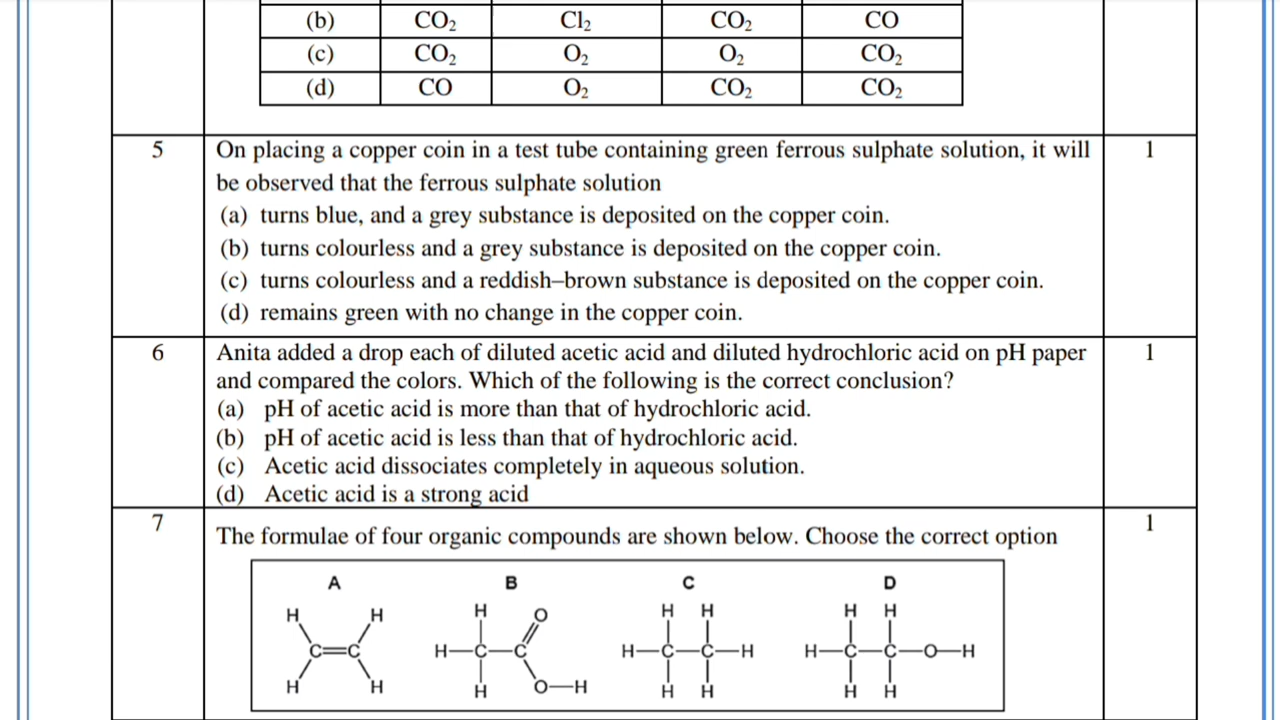 (b) CO₂ Cl₂ CO₂ CO
(c) CO₂ O₂ O₂ CO₂
(d) CO O₂ CO₂ CO₂
5 On placing a copper coin in a test tube containing green ferrous sulphate solution, it will 1
be observed that the ferrous sulphate solution
(a) turns blue, and a grey substance is deposited on the copper coin.
(b) turns colourless and a grey substance is deposited on the copper coin.
(c) turns colourless and a reddish–brown substance is deposited on the copper coin.
(d) remains green with no change in the copper coin.
6 Anita added a drop each of diluted acetic acid and diluted hydrochloric acid on pH paper 1
and compared the colors. Which of the following is the correct conclusion?
(a) pH of acetic acid is more than that of hydrochloric acid.
(b) pH of acetic acid is less than that of hydrochloric acid.
(c) Acetic acid dissociates completely in aqueous solution.
(d) Acetic acid is a strong acid
7 The formulae of four organic compounds are shown below. Choose the correct option 1
A B C D
H H H O H H H H
C=C H—C—C H—C—C—H H—C—C—O—H
H H H O—H H H H H